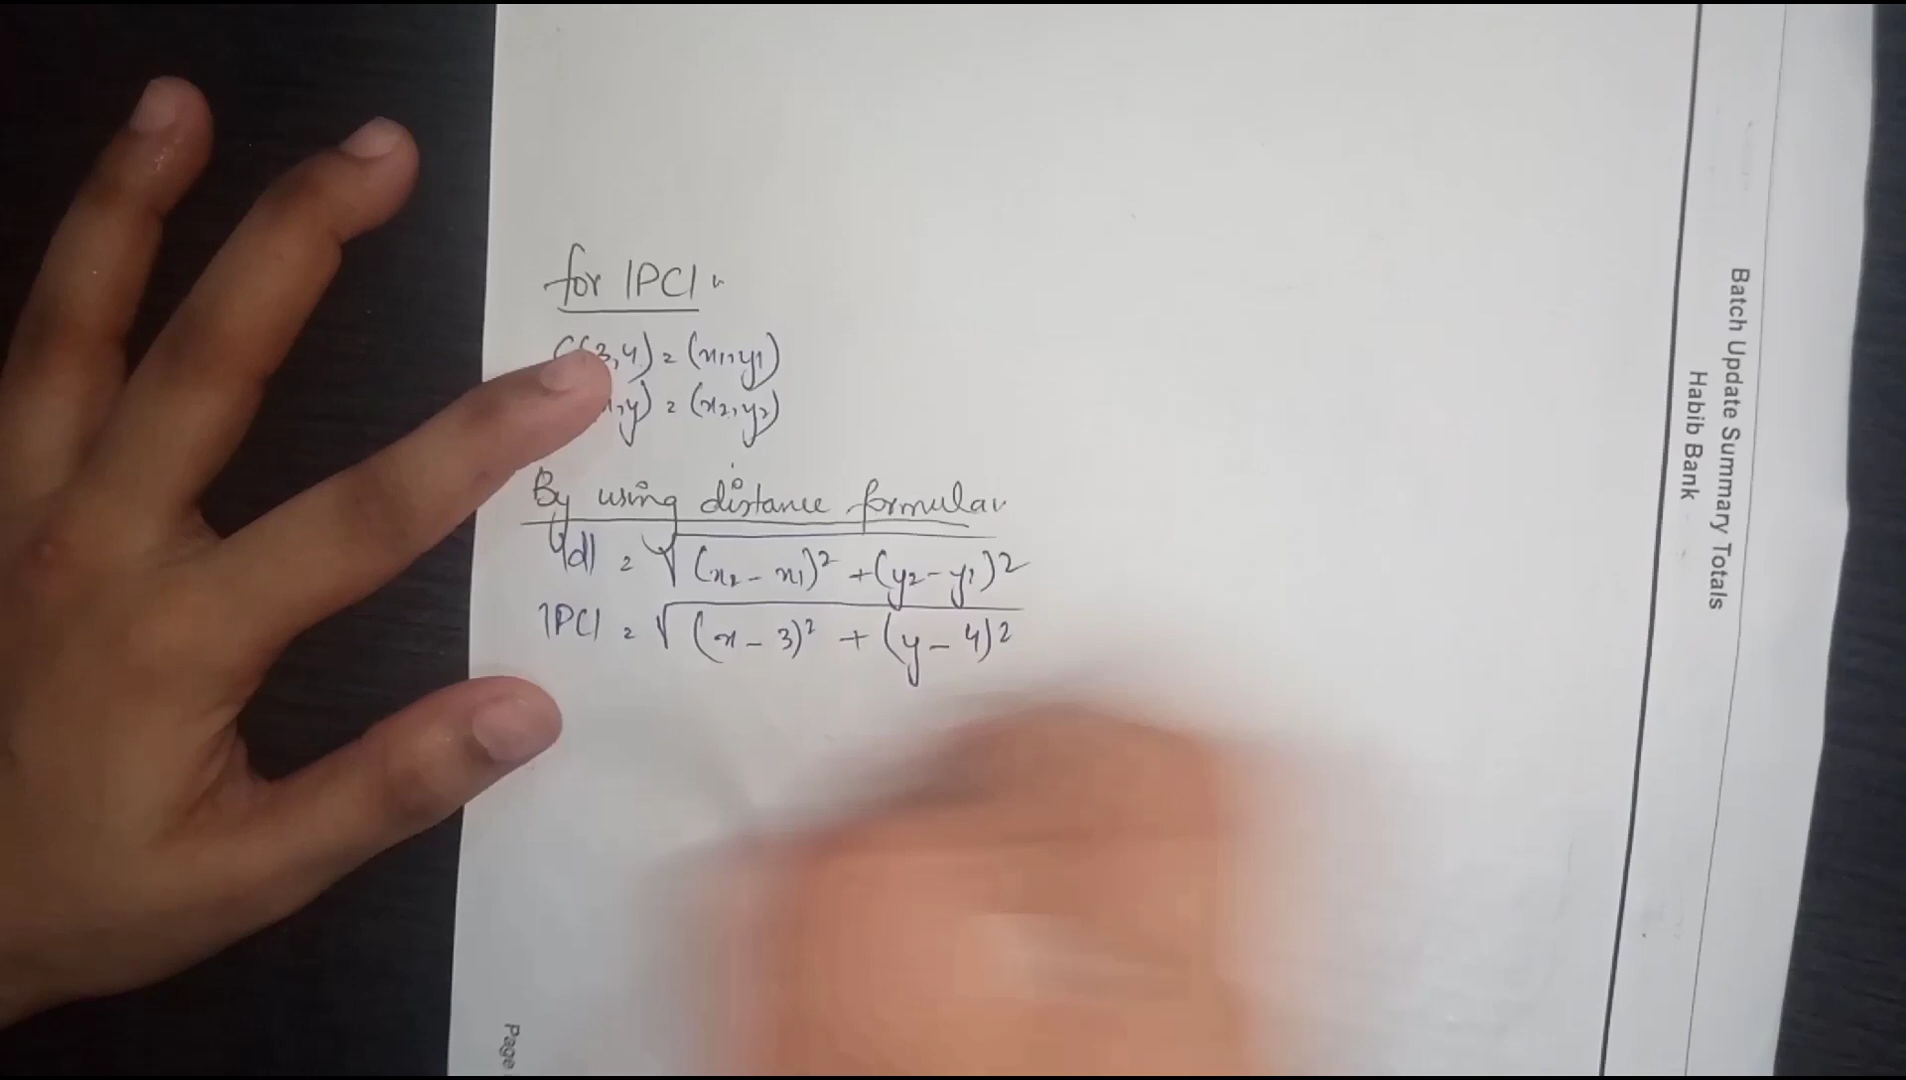 for |PC| :
C(3,4) = (x1,y1)
,y) = (x2,y2)
By using distance formula:
|d| = √(x2 - x1)² + (y2 - y1)²
|PC| = √(x - 3)² + (y - 4)²
Batch Update Summary Totals
Habib Bank
Page